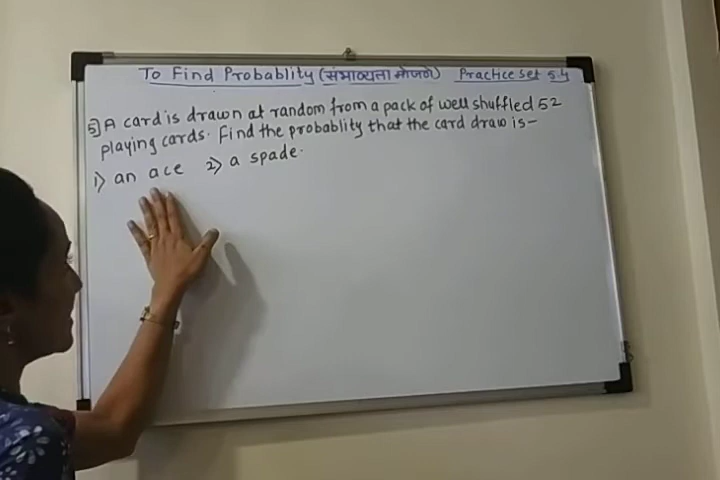 To Find Probablity (संभाव्यता शोधणे) Practice Set 5.4
5) A card is drawn at random from a pack of well shuffled 52
playing cards. Find the probablity that the card draw is-
1) an ace 2) a spade.